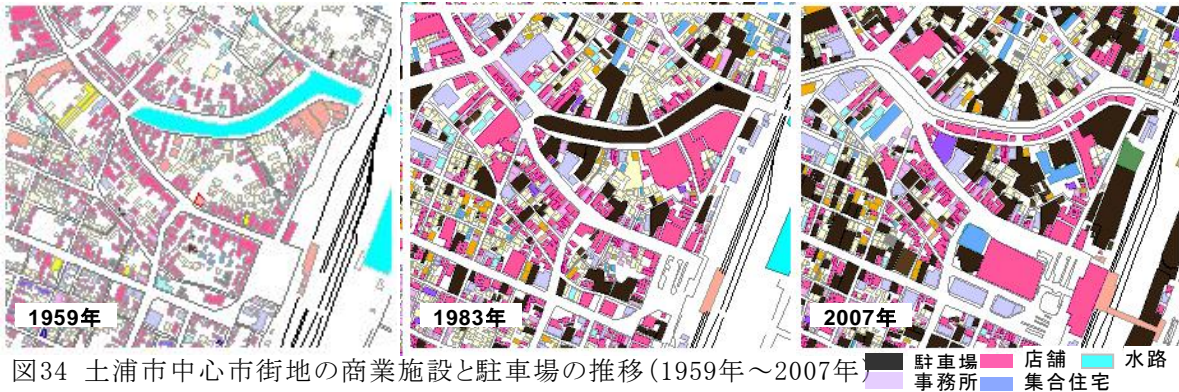 1959年
1983年
2007年
図34 土浦市中心市街地の商業施設と駐車場の推移(1959年～2007年)
駐車場 店舗 水路
事務所 集合住宅